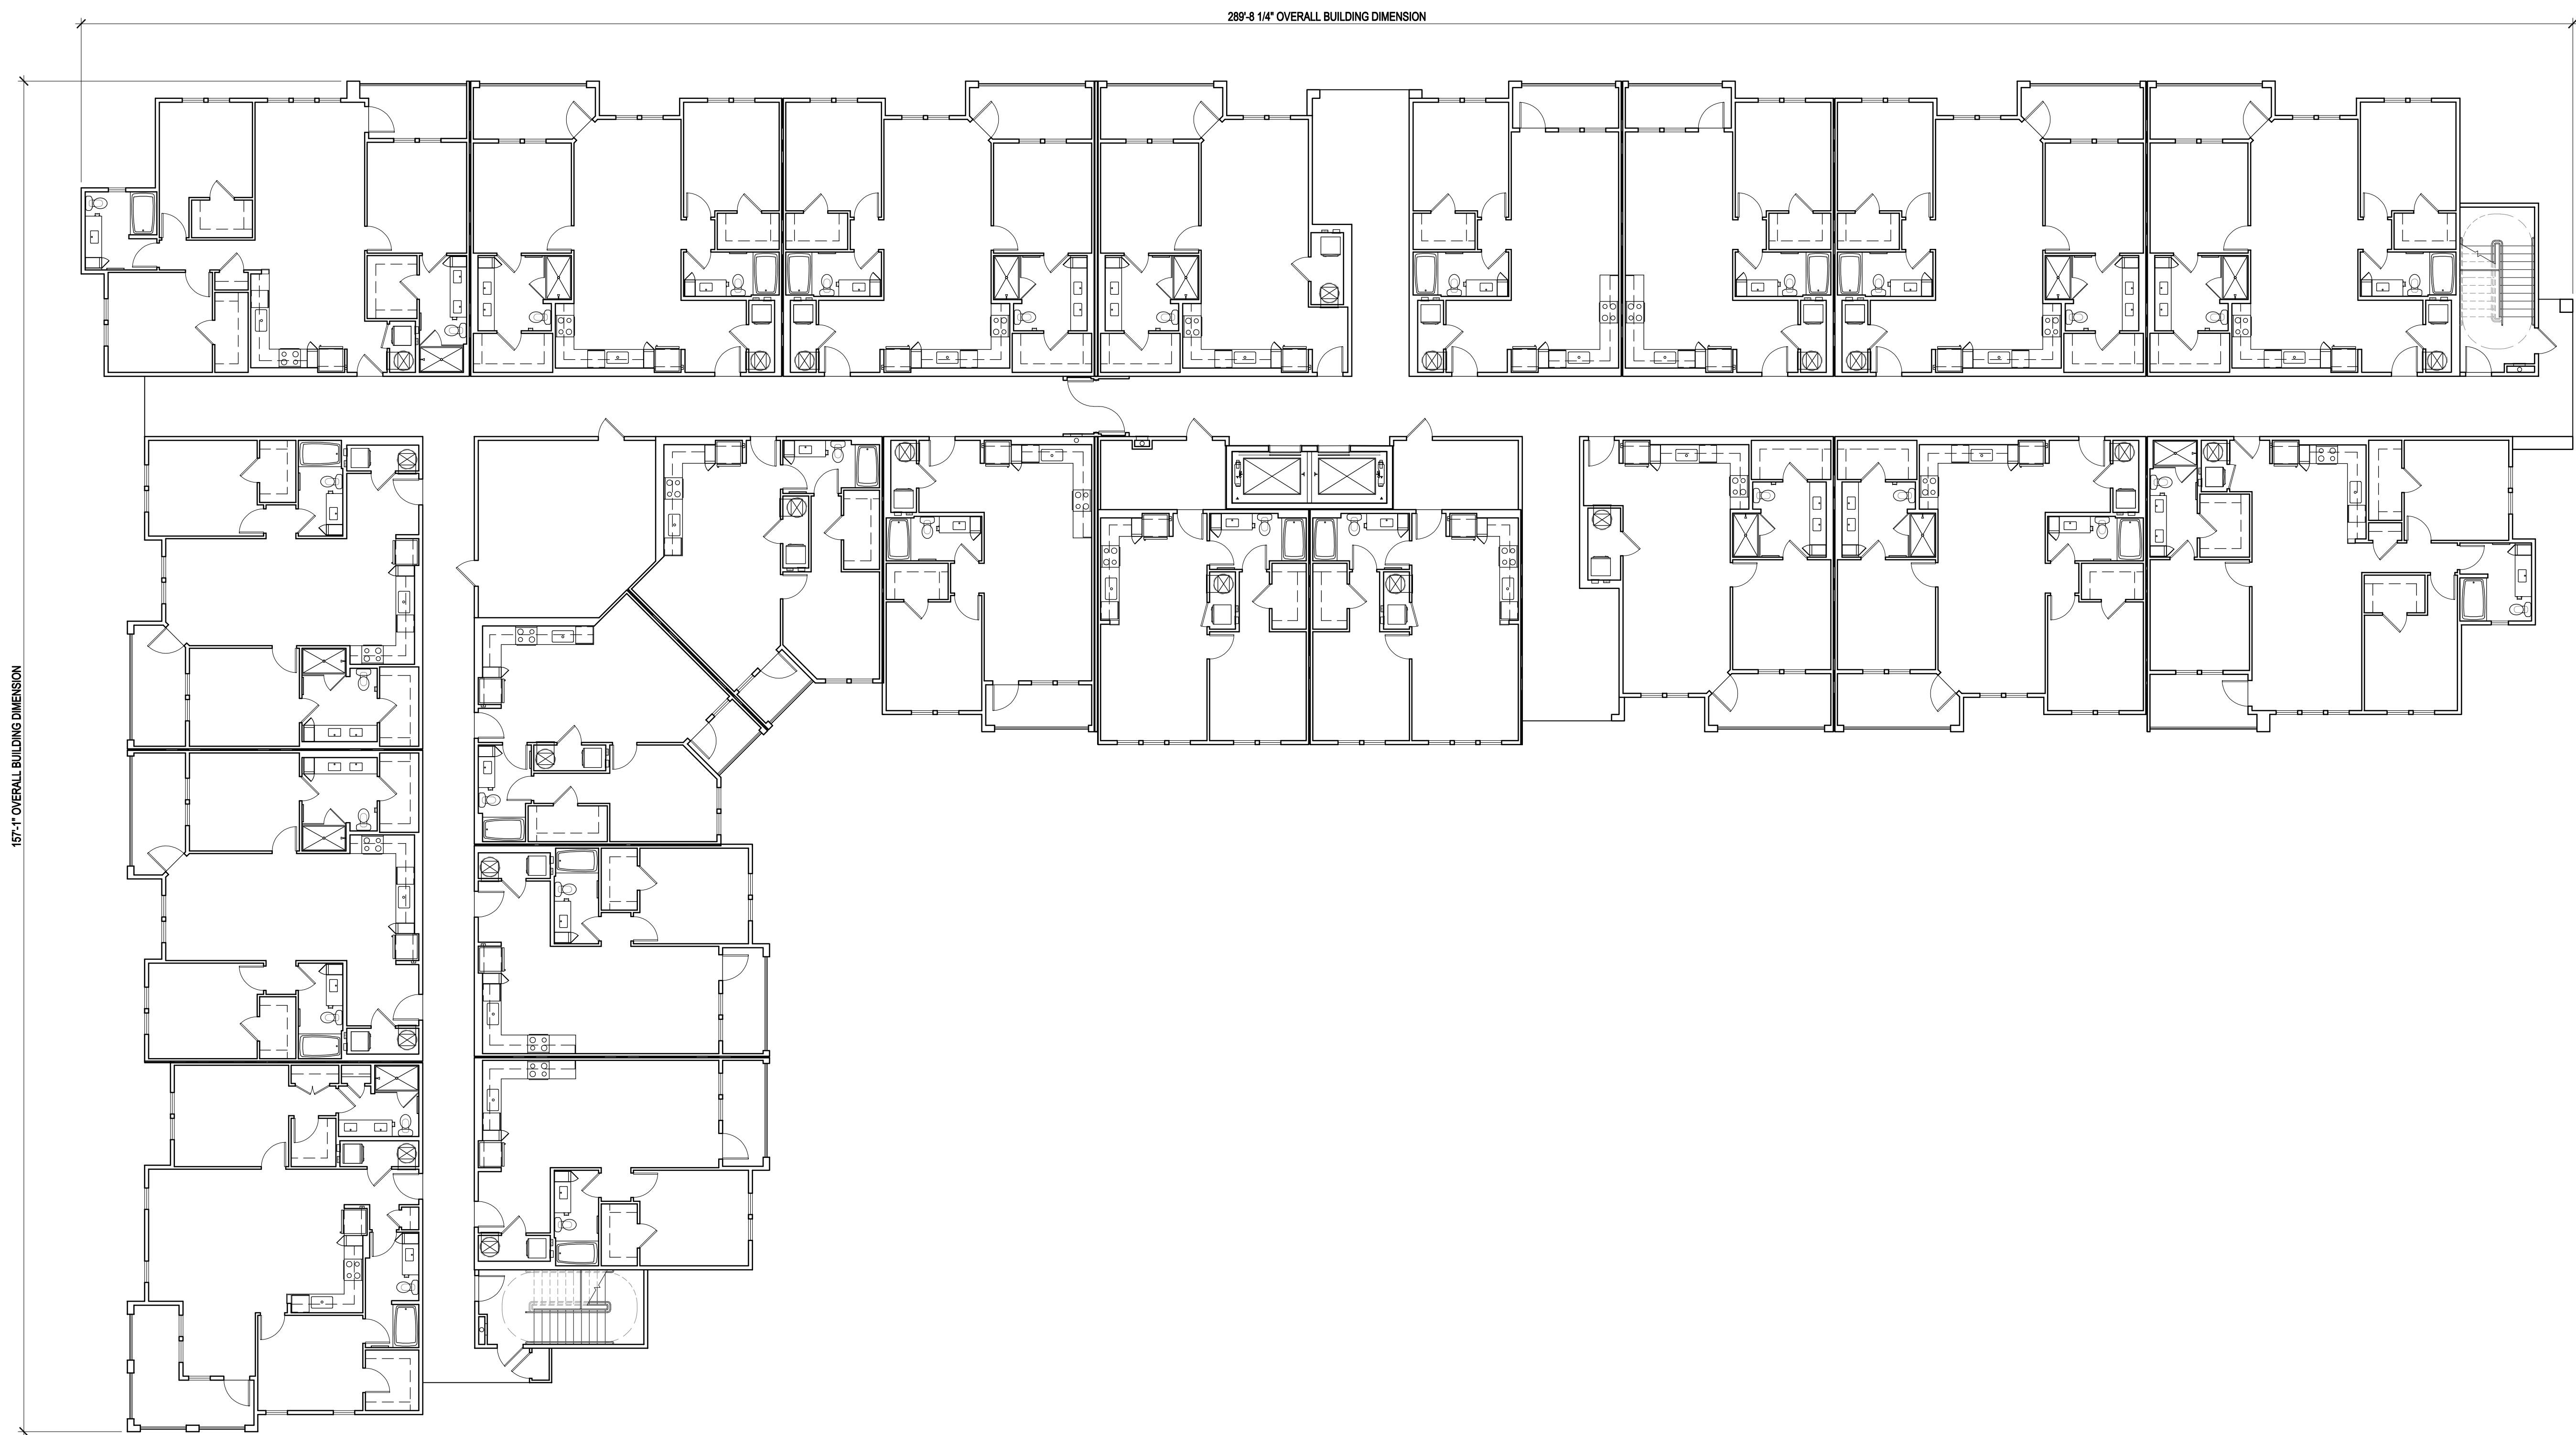 289'-8 1/4" OVERALL BUILDING DIMENSION
157'-1" OVERALL BUILDING DIMENSION